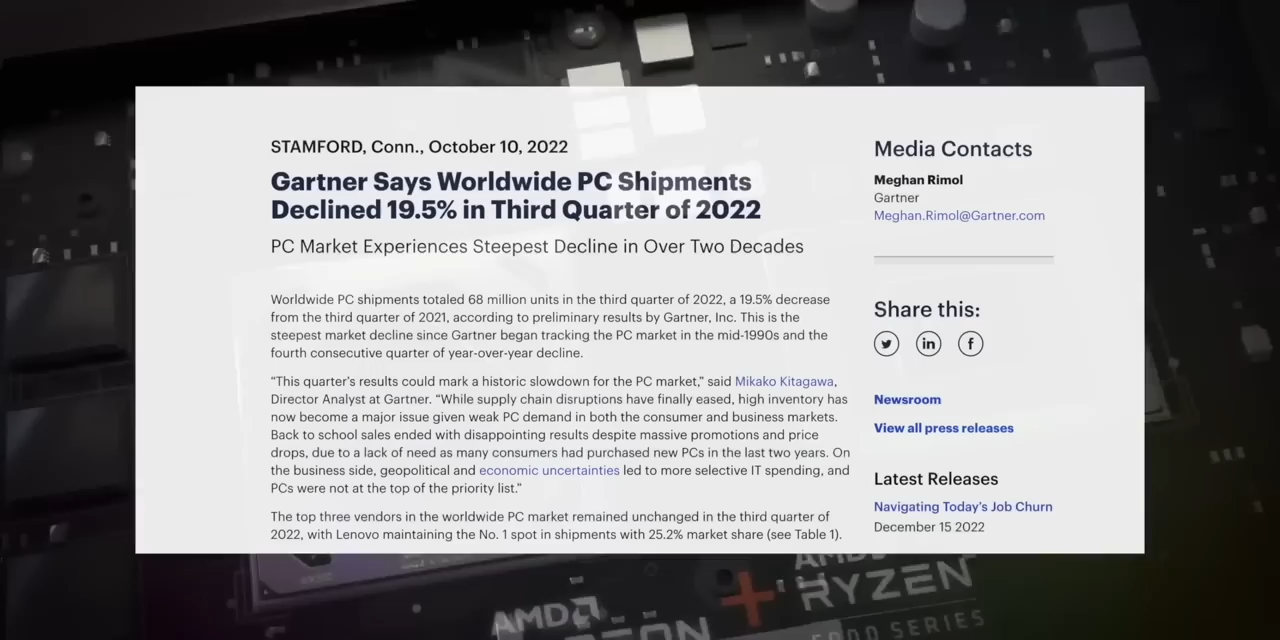 STAMFORD, Conn., October 10, 2022
Gartner Says Worldwide PC Shipments
Declined 19.5% in Third Quarter of 2022
PC Market Experiences Steepest Decline in Over Two Decades
Worldwide PC shipments totaled 68 million units in the third quarter of 2022, a 19.5% decrease
from the third quarter of 2021, according to preliminary results by Gartner, Inc. This is the
steepest market decline since Gartner began tracking the PC market in the mid-1990s and the
fourth consecutive quarter of year-over-year decline.
“This quarter’s results could mark a historic slowdown for the PC market,” said Mikako Kitagawa,
Director Analyst at Gartner. “While supply chain disruptions have finally eased, high inventory has
now become a major issue given weak PC demand in both the consumer and business markets.
Back to school sales ended with disappointing results despite massive promotions and price
drops, due to a lack of need as many consumers had purchased new PCs in the last two years. On
the business side, geopolitical and economic uncertainties led to more selective IT spending, and
PCs were not at the top of the priority list.”
The top three vendors in the worldwide PC market remained unchanged in the third quarter of
2022, with Lenovo maintaining the No. 1 spot in shipments with 25.2% market share (see Table 1).
Media Contacts
Meghan Rimol
Gartner
Meghan.Rimol@Gartner.com
Share this:
in
f
Newsroom
View all press releases
Latest Releases
Navigating Today’s Job Churn
December 15 2022
AMD
AMD
RYZEN
SERIES